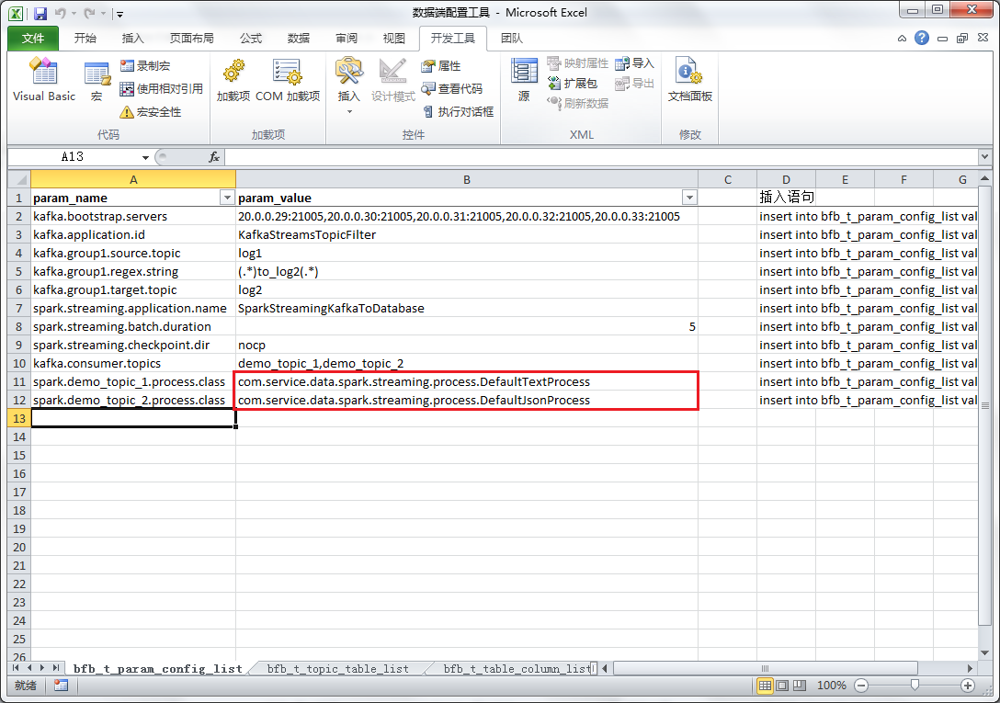 数据端配置工具 - Microsoft Excel
文件 开始 插入 页面布局 公式 数据 审阅 视图 开发工具 团队
Visual Basic 宏 录制宏 使用相对引用 宏安全性
代码
加载项 COM 加载项
加载项
插入 设计模式 属性 查看代码 执行对话框
控件
源 映射属性 扩展包 刷新数据 导入 导出
XML
文档面板
修改
A13 fx
A B C D E F G
1 param_name param_value 插入语句
2 kafka.bootstrap.servers 20.0.0.29:21005,20.0.0.30:21005,20.0.0.31:21005,20.0.0.32:21005,20.0.0.33:21005 insert into bfb_t_param_config_list val
3 kafka.application.id KafkaStreamsTopicFilter insert into bfb_t_param_config_list val
4 kafka.group1.source.topic log1 insert into bfb_t_param_config_list val
5 kafka.group1.regex.string (.*)to_log2(.*) insert into bfb_t_param_config_list val
6 kafka.group1.target.topic log2 insert into bfb_t_param_config_list val
7 spark.streaming.application.name SparkStreamingKafkaToDatabase insert into bfb_t_param_config_list val
8 spark.streaming.batch.duration 5 insert into bfb_t_param_config_list val
9 spark.streaming.checkpoint.dir nocp insert into bfb_t_param_config_list val
10 kafka.consumer.topics demo_topic_1,demo_topic_2 insert into bfb_t_param_config_list val
11 spark.demo_topic_1.process.class com.service.data.spark.streaming.process.DefaultTextProcess insert into bfb_t_param_config_list val
12 spark.demo_topic_2.process.class com.service.data.spark.streaming.process.DefaultJsonProcess insert into bfb_t_param_config_list val
13
14
15
16
17
18
19
20
21
22
23
24
25
26
bfb_t_param_config_list bfb_t_topic_table_list bfb_t_table_column_list
就绪 100%